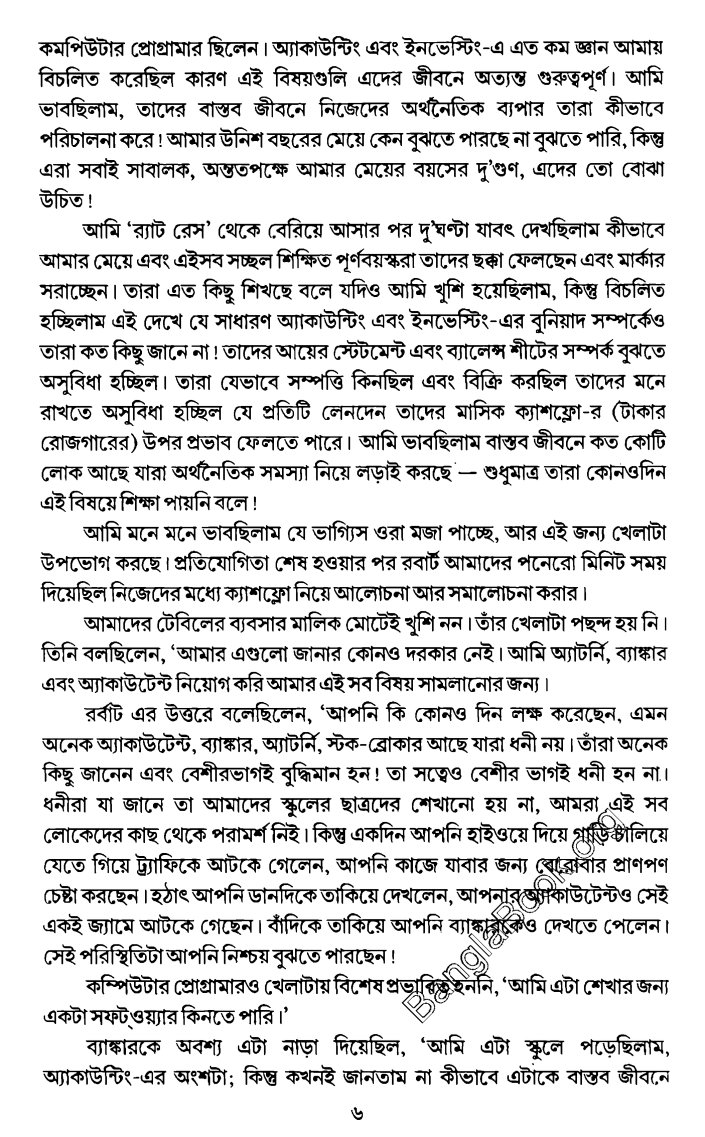 কমপিউটার প্রোগ্রামার ছিলেন। অ্যাকাউন্টিং এবং ইনভেস্টিং-এ এত কম জ্ঞান আমায়
বিচলিত করেছিল কারণ এই বিষয়গুলি এদের জীবনে অত্যন্ত গুরুত্বপূর্ণ। আমি
ভাবছিলাম, তাদের বাস্তব জীবনে নিজেদের অর্থনৈতিক ব্যপার তারা কীভাবে
পরিচালনা করে! আমার উনিশ বছরের মেয়ে কেন বুঝতে পারছে না বুঝতে পারি, কিন্তু
এরা সবাই সাবালক, অন্ততপক্ষে আমার মেয়ের বয়সের দু'গুণ, এদের তো বোঝা
উচিত!
আমি ‘র‍্যাট রেস’ থেকে বেরিয়ে আসার পর দু'ঘণ্টা যাবৎ দেখছিলাম কীভাবে
আমার মেয়ে এবং এইসব সচ্ছল শিক্ষিত পূর্ণবয়স্করা তাদের ছক্কা ফেলছেন এবং মার্কার
সরাচ্ছেন। তারা এত কিছু শিখছে বলে যদিও আমি খুশি হয়েছিলাম, কিন্তু বিচলিত
হচ্ছিলাম এই দেখে যে সাধারণ অ্যাকাউন্টিং এবং ইনভেস্টিং-এর বুনিয়াদ সম্পর্কেও
তারা কত কিছু জানে না! তাদের আয়ের স্টেটমেন্ট এবং ব্যালেন্স শীটের সম্পর্ক বুঝতে
অসুবিধা হচ্ছিল। তারা যেভাবে সম্পত্তি কিনছিল এবং বিক্রি করছিল তাদের মনে
রাখতে অসুবিধা হচ্ছিল যে প্রতিটি লেনদেন তাদের মাসিক ক্যাশফ্লো-র (টাকার
রোজগারের) উপর প্রভাব ফেলতে পারে। আমি ভাবছিলাম বাস্তব জীবনে কত কোটি
লোক আছে যারা অর্থনৈতিক সমস্যা নিয়ে লড়াই করছে — শুধুমাত্র তারা কোনওদিন
এই বিষয়ে শিক্ষা পায়নি বলে!
আমি মনে মনে ভাবছিলাম যে ভাগ্যিস ওরা মজা পাচ্ছে, আর এই জন্য খেলাটা
উপভোগ করছে। প্রতিযোগিতা শেষ হওয়ার পর রবার্ট আমাদের পনেরো মিনিট সময়
দিয়েছিল নিজেদের মধ্যে ক্যাশফ্লো নিয়ে আলোচনা আর সমালোচনা করার।
আমাদের টেবিলের ব্যবসার মালিক মোটেই খুশি নন। তাঁর খেলাটা পছন্দ হয় নি।
তিনি বলছিলেন, ‘আমার এগুলো জানার কোনও দরকার নেই। আমি অ্যাটর্নি, ব্যাঙ্কার
এবং অ্যাকাউটেন্ট নিয়োগ করি আমার এই সব বিষয় সামলানোর জন্য।
রর্বাট এর উত্তরে বলেছিলেন, ‘আপনি কি কোনও দিন লক্ষ করেছেন, এমন
অনেক অ্যাকাউটেন্ট, ব্যাঙ্কার, অ্যাটর্নি, স্টক-ব্রোকার আছে যারা ধনী নয়। তাঁরা অনেক
কিছু জানেন এবং বেশীরভাগই বুদ্ধিমান হন! তা সত্বেও বেশীর ভাগই ধনী হন না।
ধনীরা যা জানে তা আমাদের স্কুলের ছাত্রদের শেখানো হয় না, আমরা এই সব
লোকেদের কাছ থেকে পরামর্শ নিই। কিন্তু একদিন আপনি হাইওয়ে দিয়ে গাড়ি চালিয়ে
যেতে গিয়ে ট্র্যাফিকে আটকে গেলেন, আপনি কাজে যাবার জন্য বেরোবার প্রাণপণ
চেষ্টা করছেন। হঠাৎ আপনি ডানদিকে তাকিয়ে দেখলেন, আপনার অ্যাকাউটেন্টও সেই
একই জ্যামে আটকে গেছেন। বাঁদিকে তাকিয়ে আপনি ব্যাঙ্কারকেও দেখতে পেলেন।
সেই পরিস্থিতিটা আপনি নিশ্চয় বুঝতে পারছেন!
কম্পিউটার প্রোগ্রামারও খেলাটায় বিশেষ প্রভাবিত হননি, ‘আমি এটা শেখার জন্য
একটা সফট্‌ওয়্যার কিনতে পারি।’
ব্যাঙ্কারকে অবশ্য এটা নাড়া দিয়েছিল, ‘আমি এটা স্কুলে পড়েছিলাম,
অ্যাকাউন্টিং-এর অংশটা; কিন্তু কখনই জানতাম না কীভাবে এটাকে বাস্তব জীবনে
৬
BanglaBook.org